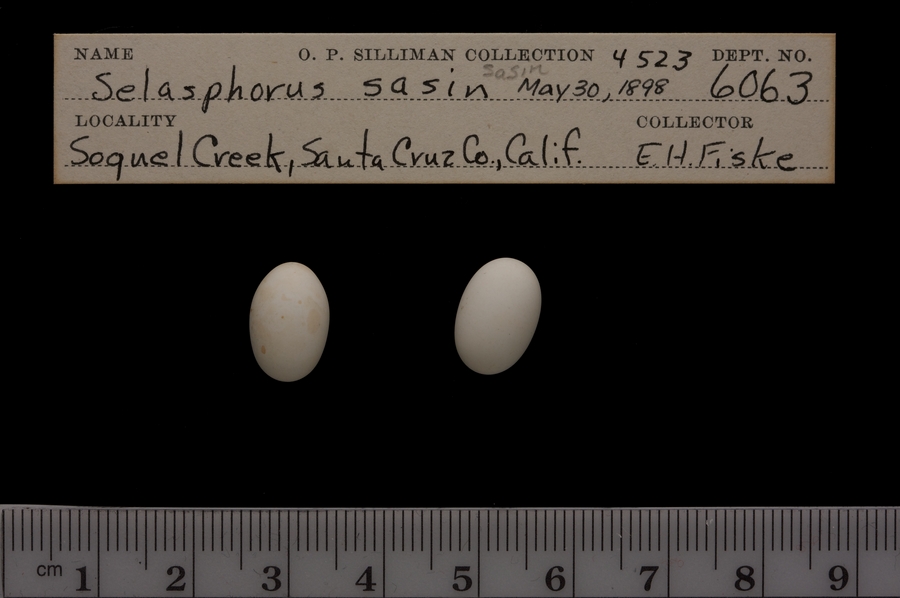 NAME O. P. SILLIMAN COLLECTION 4523 DEPT. NO.
sasin
Selasphorus sasin May 30, 1898 6063
LOCALITY COLLECTOR
Soquel Creek, Santa Cruz Co., Calif. E H Fiske
cm 1 2 3 4 5 6 7 8 9